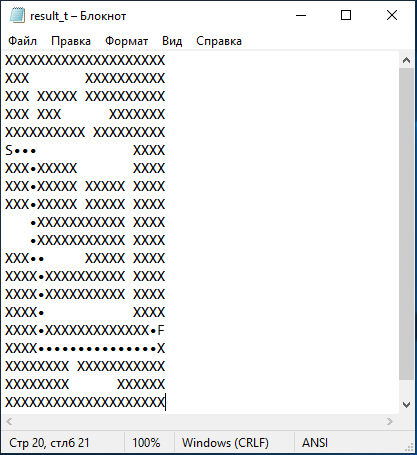 result_t – Блокнот
Файл Правка Формат Вид Справка
XXXXXXXXXXXXXXXXXXXX
XXX       XXXXXXXXXX
XXX XXXXX XXXXXXXXXX
XXX XXX      XXXXXXX
XXXXXXXXXX XXXXXXXXX
S•••            XXXX
XXX•XXXXX       XXXX
XXX•XXXXX XXXXX XXXX
XXX•XXXXX XXXXX XXXX
   •XXXXXXXXXXX XXXX
   •XXXXXXXXXXX XXXX
XXX••     XXXXX XXXX
XXXX•XXXXXXXXXX XXXX
XXXX•XXXXXXXXXX XXXX
XXXX•           XXXX
XXXX•XXXXXXXXXXXXX•F
XXXX•••••••••••••••X
XXXXXXXX XXXXXXXXXXX
XXXXXXXX      XXXXXX
XXXXXXXXXXXXXXXXXXXX
Стр 20, стлб 21 100% Windows (CRLF) ANSI